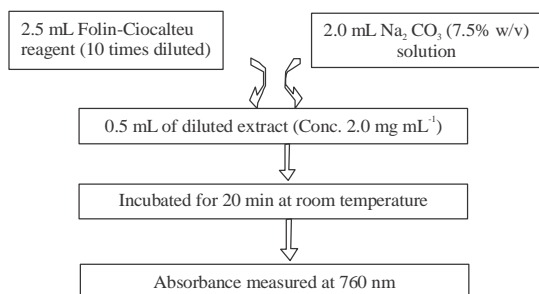 2.5 mL Folin-Ciocalteu
reagent (10 times diluted)
2.0 mL Na₂ CO₃ (7.5% w/v)
solution
0.5 mL of diluted extract (Conc. 2.0 mg mL⁻¹)
Incubated for 20 min at room temperature
Absorbance measured at 760 nm